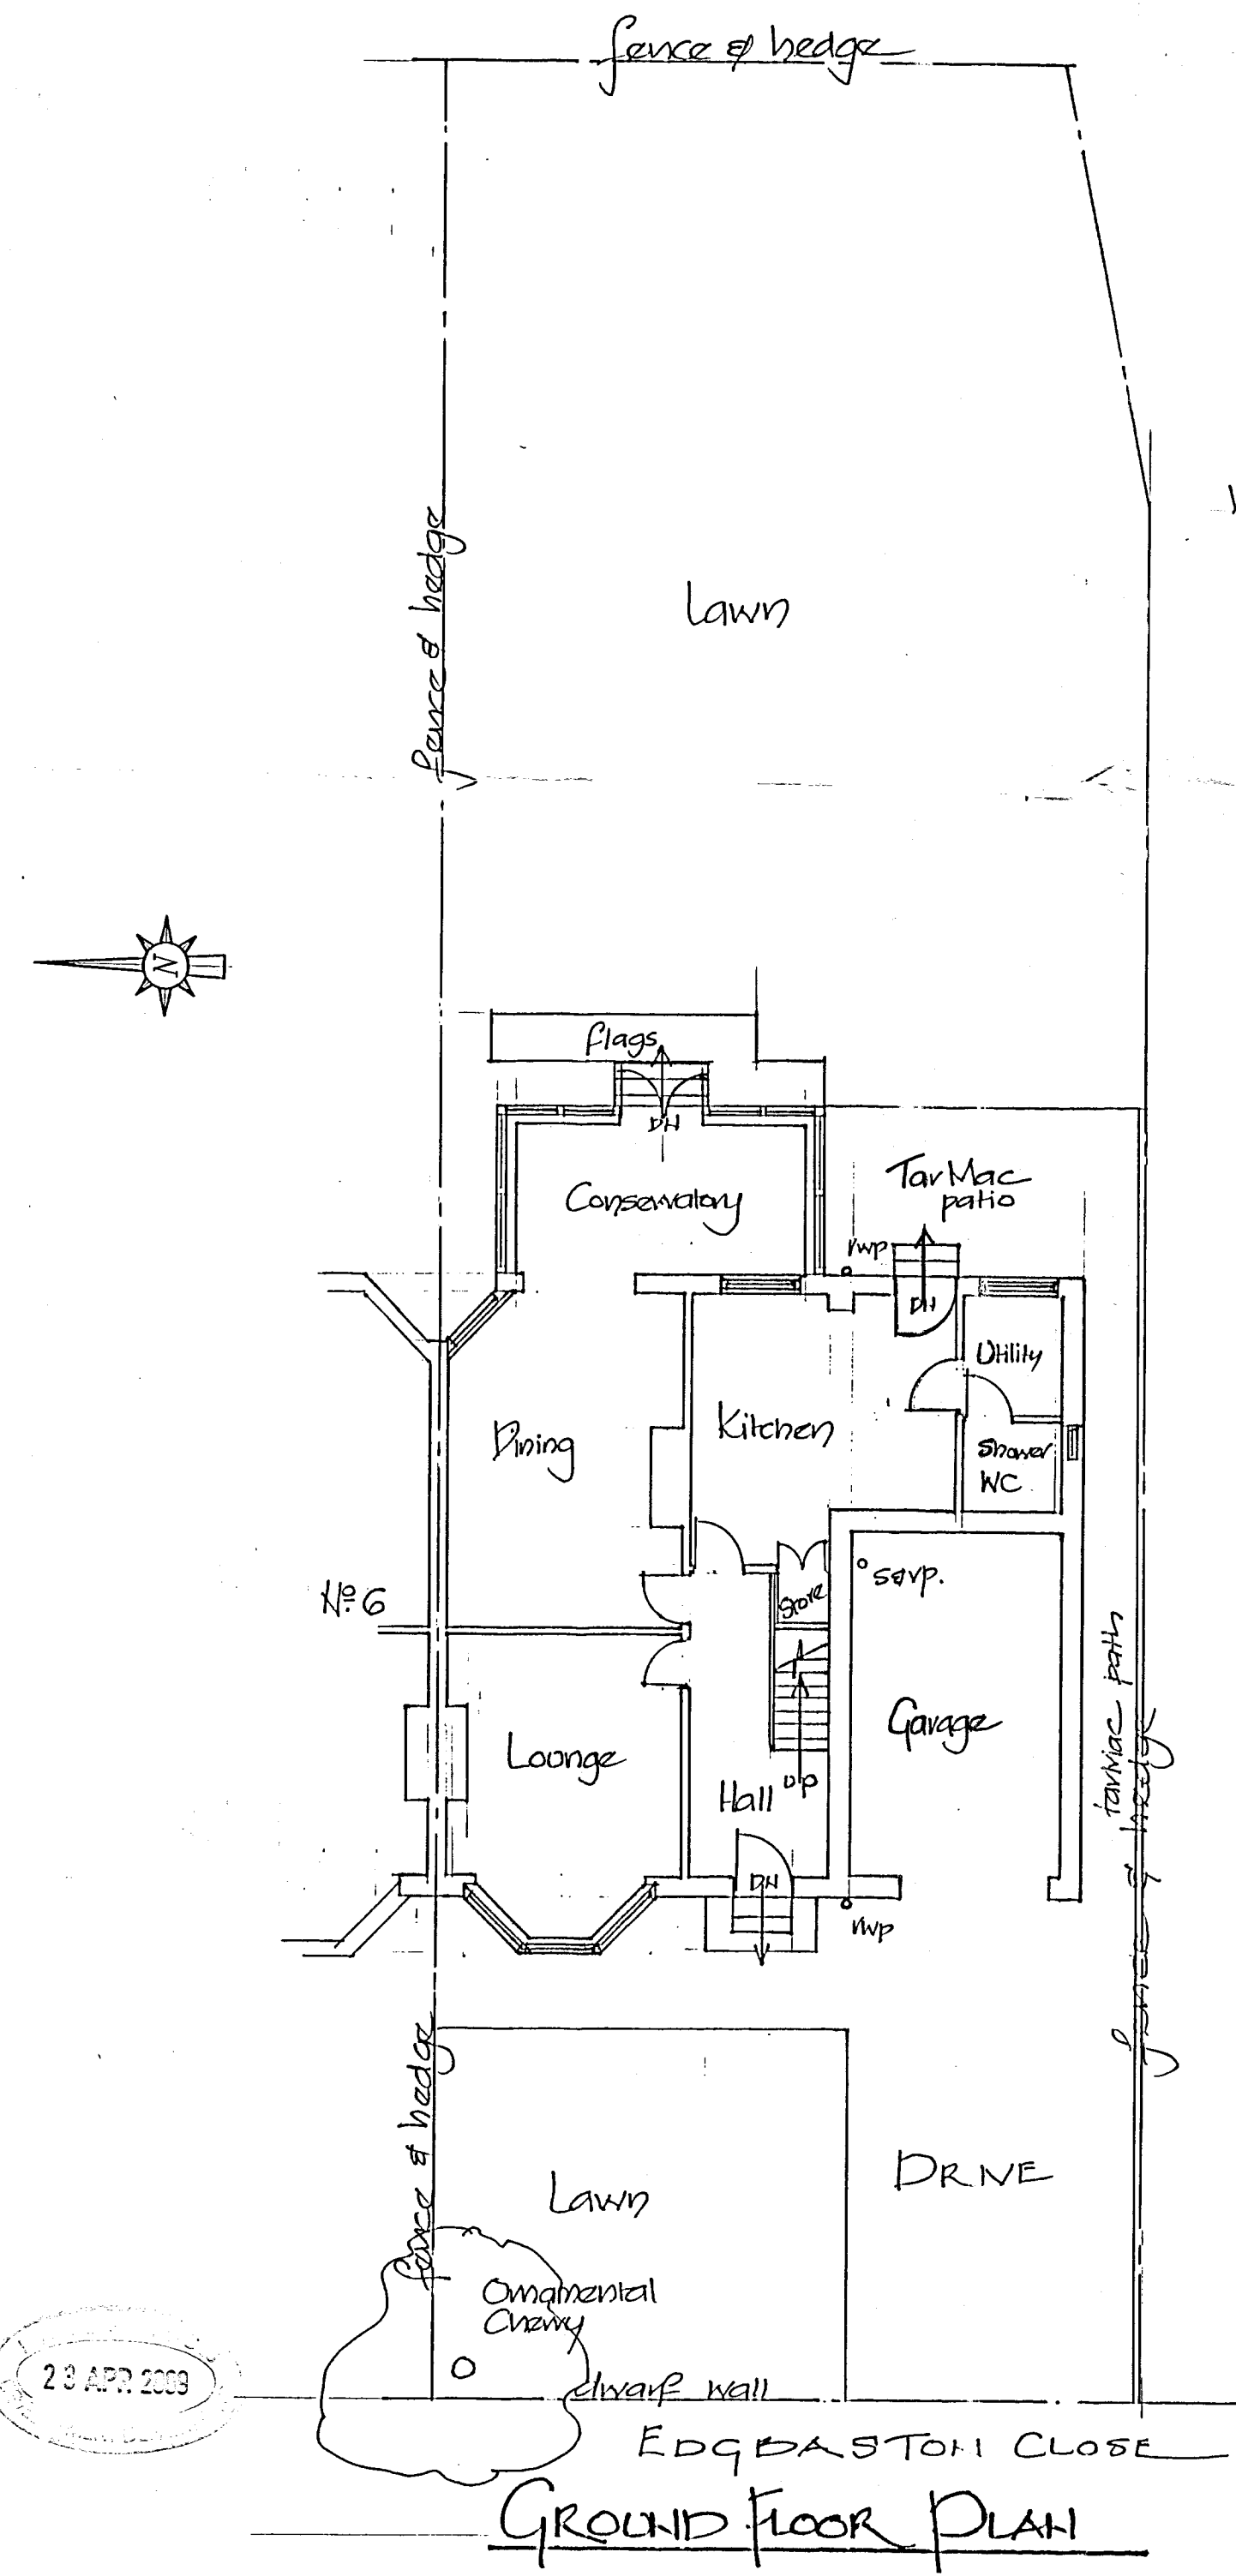 fence & hedge
fence & hedge
Lawn
N
flags
DN
Conservatory
TarMac
patio
rwp
DN
Utility
Kitchen
Dining
Shower
WC
Store
svp.
Nº 6
tarmac path
Garage
Lounge
Hall
up
fence & hedge
DN
rwp
fence & hedge
DRIVE
Lawn
Ornamental
Cherry
23 APR 2009
dwarf wall
EDGBASTON CLOSE
GROUND FLOOR PLAN